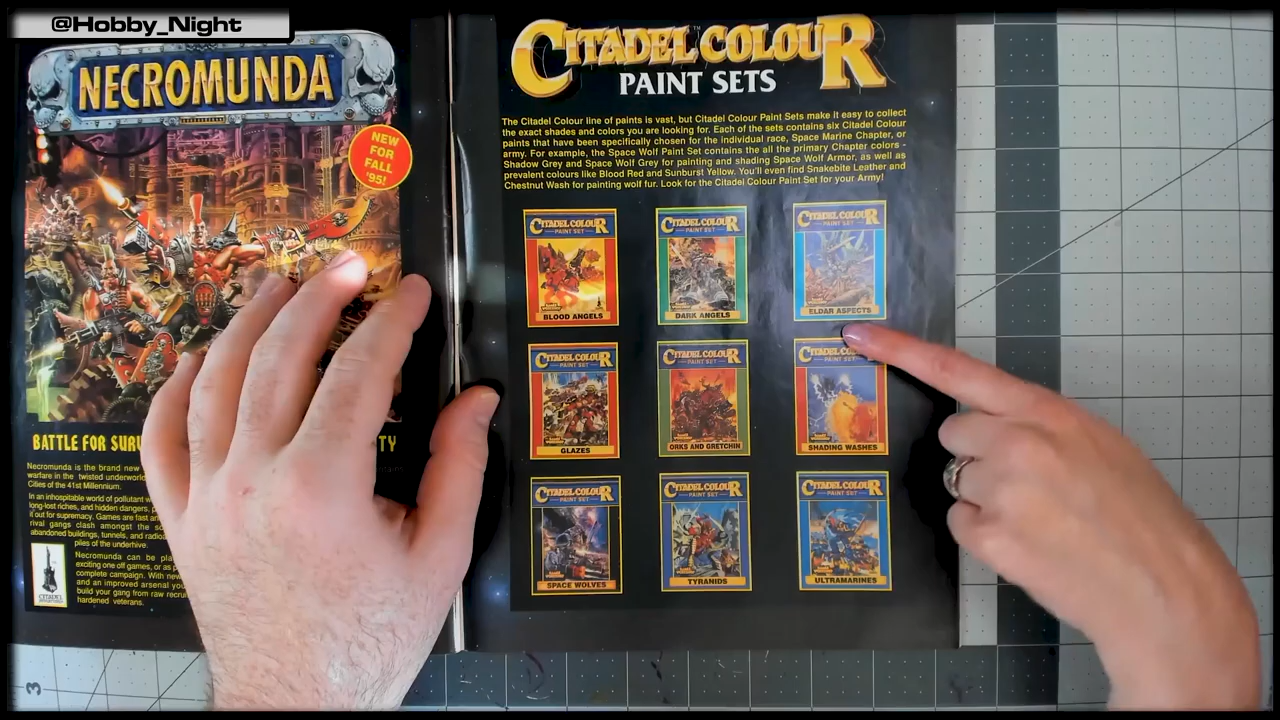 @Hobby_Night
NECROMUNDA
NEW
FOR
FALL
'95!
BATTLE FOR
Necromunda is the brand new
warfare in the twisted underworld
Cities of the 41st Millennium.
In an inhospitable world of pollutant
long-lost riches, and hidden dangers,
it out for supremacy. Games are fast
rival gangs clash amongst the
abandoned buildings, tunnels, and
piles of the underhive.
Necromunda can be
exciting one off games, or as
complete campaign. With new
and an improved arsenal
build your gang from raw
hardened veterans.
CITADEL
3
CITADEL COLOUR
PAINT SETS
The Citadel Colour line of paints is vast, but Citadel Colour Paint Sets make it easy to collect
the exact shades and colors you are looking for. Each of the sets contains six Citadel Colour
paints that have been specifically chosen for the individual race, Space Marine Chapter, or
army. For example, the Space Wolf Paint Set contains the all the primary Chapter colors -
Shadow Grey and Space Wolf Grey for painting and shading Space Wolf Armor, as well as
prevalent colours like Blood Red and Sunburst Yellow. You'll even find Snakebite Leather and
Chestnut Wash for painting wolf fur. Look for the Citadel Colour Paint Set for your Army!
CITADEL COLOUR
PAINT SET
BLOOD ANGELS
CITADEL COLOUR
PAINT SET
DARK ANGELS
CITADEL COLOUR
PAINT SET
ELDAR ASPECTS
CITADEL COLOUR
PAINT SET
GLAZES
CITADEL COLOUR
PAINT SET
ORKS AND GRETCHIN
CITADEL COLOUR
PAINT SET
SHADING WASHES
CITADEL COLOUR
PAINT SET
SPACE WOLVES
CITADEL COLOUR
PAINT SET
TYRANIDS
CITADEL COLOUR
PAINT SET
ULTRAMARINES